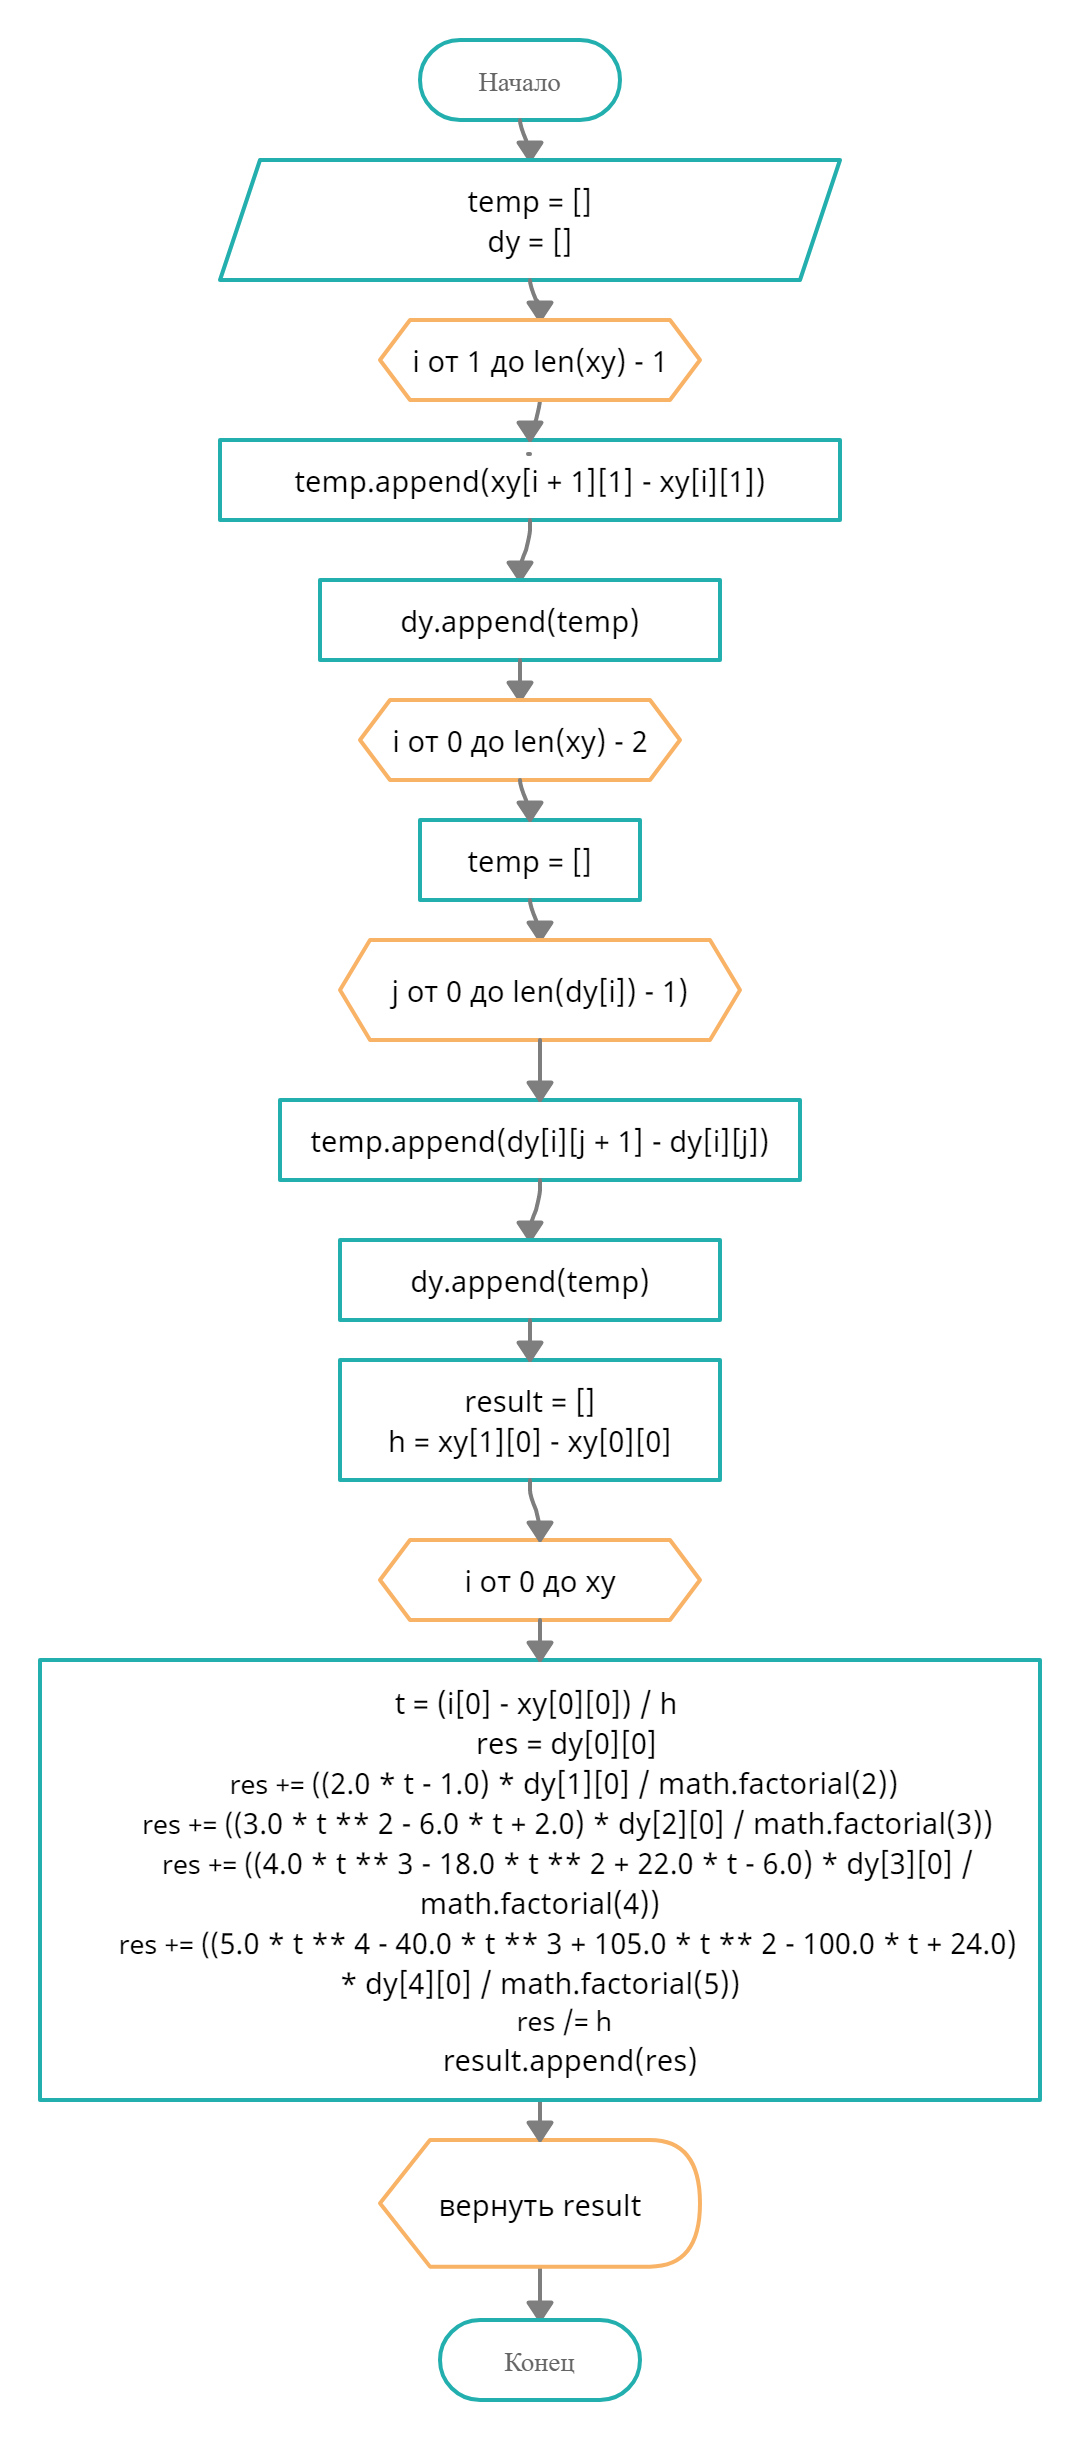 Начало
temp = []
dy = []
i от 1 до len(xy) - 1
temp.append(xy[i + 1][1] - xy[i][1])
dy.append(temp)
i от 0 до len(xy) - 2
temp = []
j от 0 до len(dy[i]) - 1)
temp.append(dy[i][j + 1] - dy[i][j])
dy.append(temp)
result = []
h = xy[1][0] - xy[0][0]
i от 0 до xy
t = (i[0] - xy[0][0]) / h
res = dy[0][0]
res += ((2.0 * t - 1.0) * dy[1][0] / math.factorial(2))
res += ((3.0 * t ** 2 - 6.0 * t + 2.0) * dy[2][0] / math.factorial(3))
res += ((4.0 * t ** 3 - 18.0 * t ** 2 + 22.0 * t - 6.0) * dy[3][0] /
math.factorial(4))
res += ((5.0 * t ** 4 - 40.0 * t ** 3 + 105.0 * t ** 2 - 100.0 * t + 24.0)
* dy[4][0] / math.factorial(5))
res /= h
result.append(res)
вернуть result
Конец